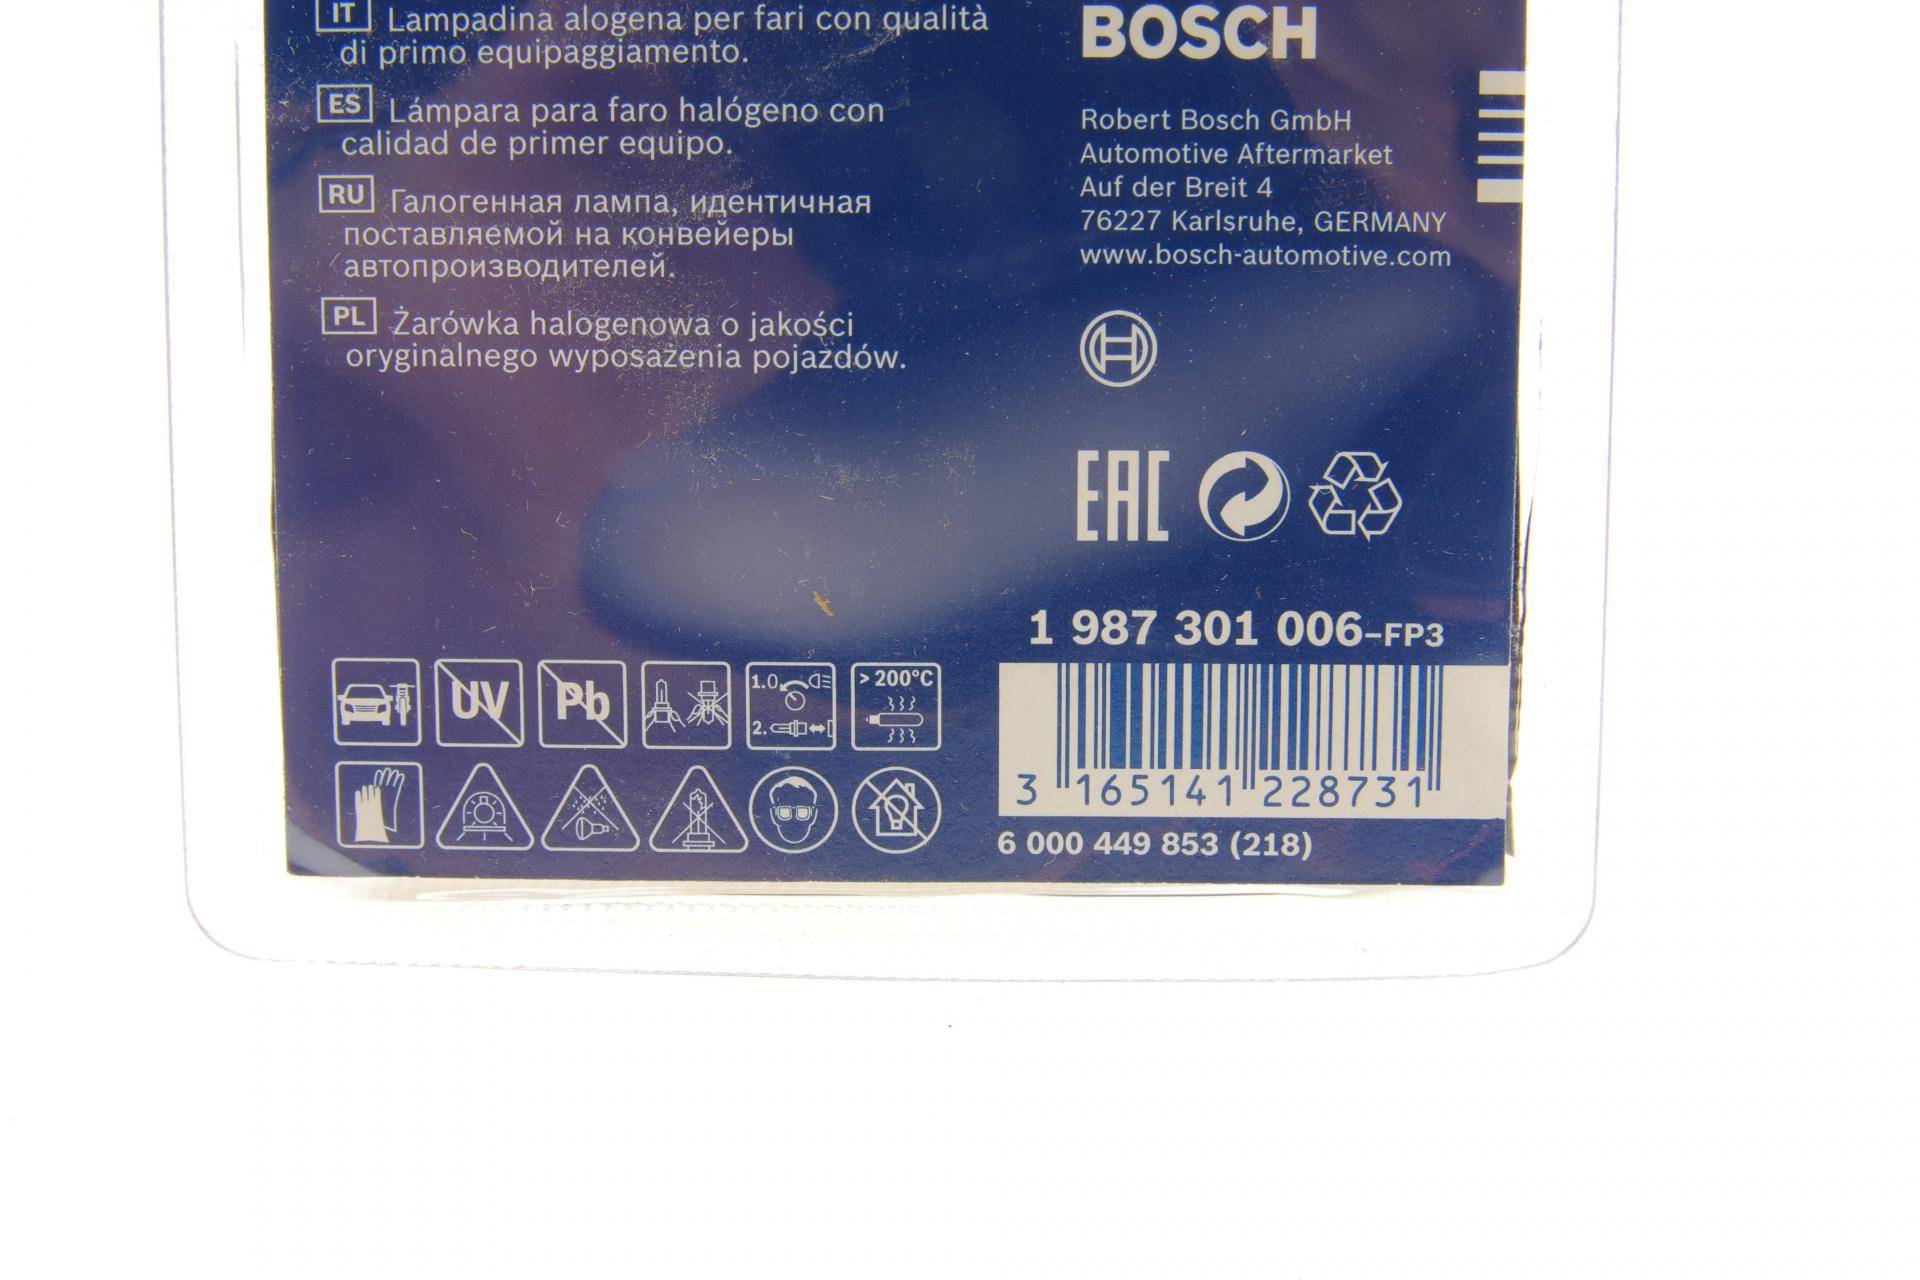 IT Lampadina alogena per fari con qualità
di primo equipaggiamento.
ES Lámpara para faro halógeno con
calidad de primer equipo.
RU Галогенная лампа, идентичная
поставляемой на конвейеры
автопроизводителей.
PL Żarówka halogenowa o jakości
oryginalnego wyposażenia pojazdów.
BOSCH
Robert Bosch GmbH
Automotive Aftermarket
Auf der Breit 4
76227 Karlsruhe, GERMANY
www.bosch-automotive.com
EAC
1 987 301 006-FP3
UV
Pb
1.0
2.
> 200°C
3 165141 228731
6 000 449 853 (218)